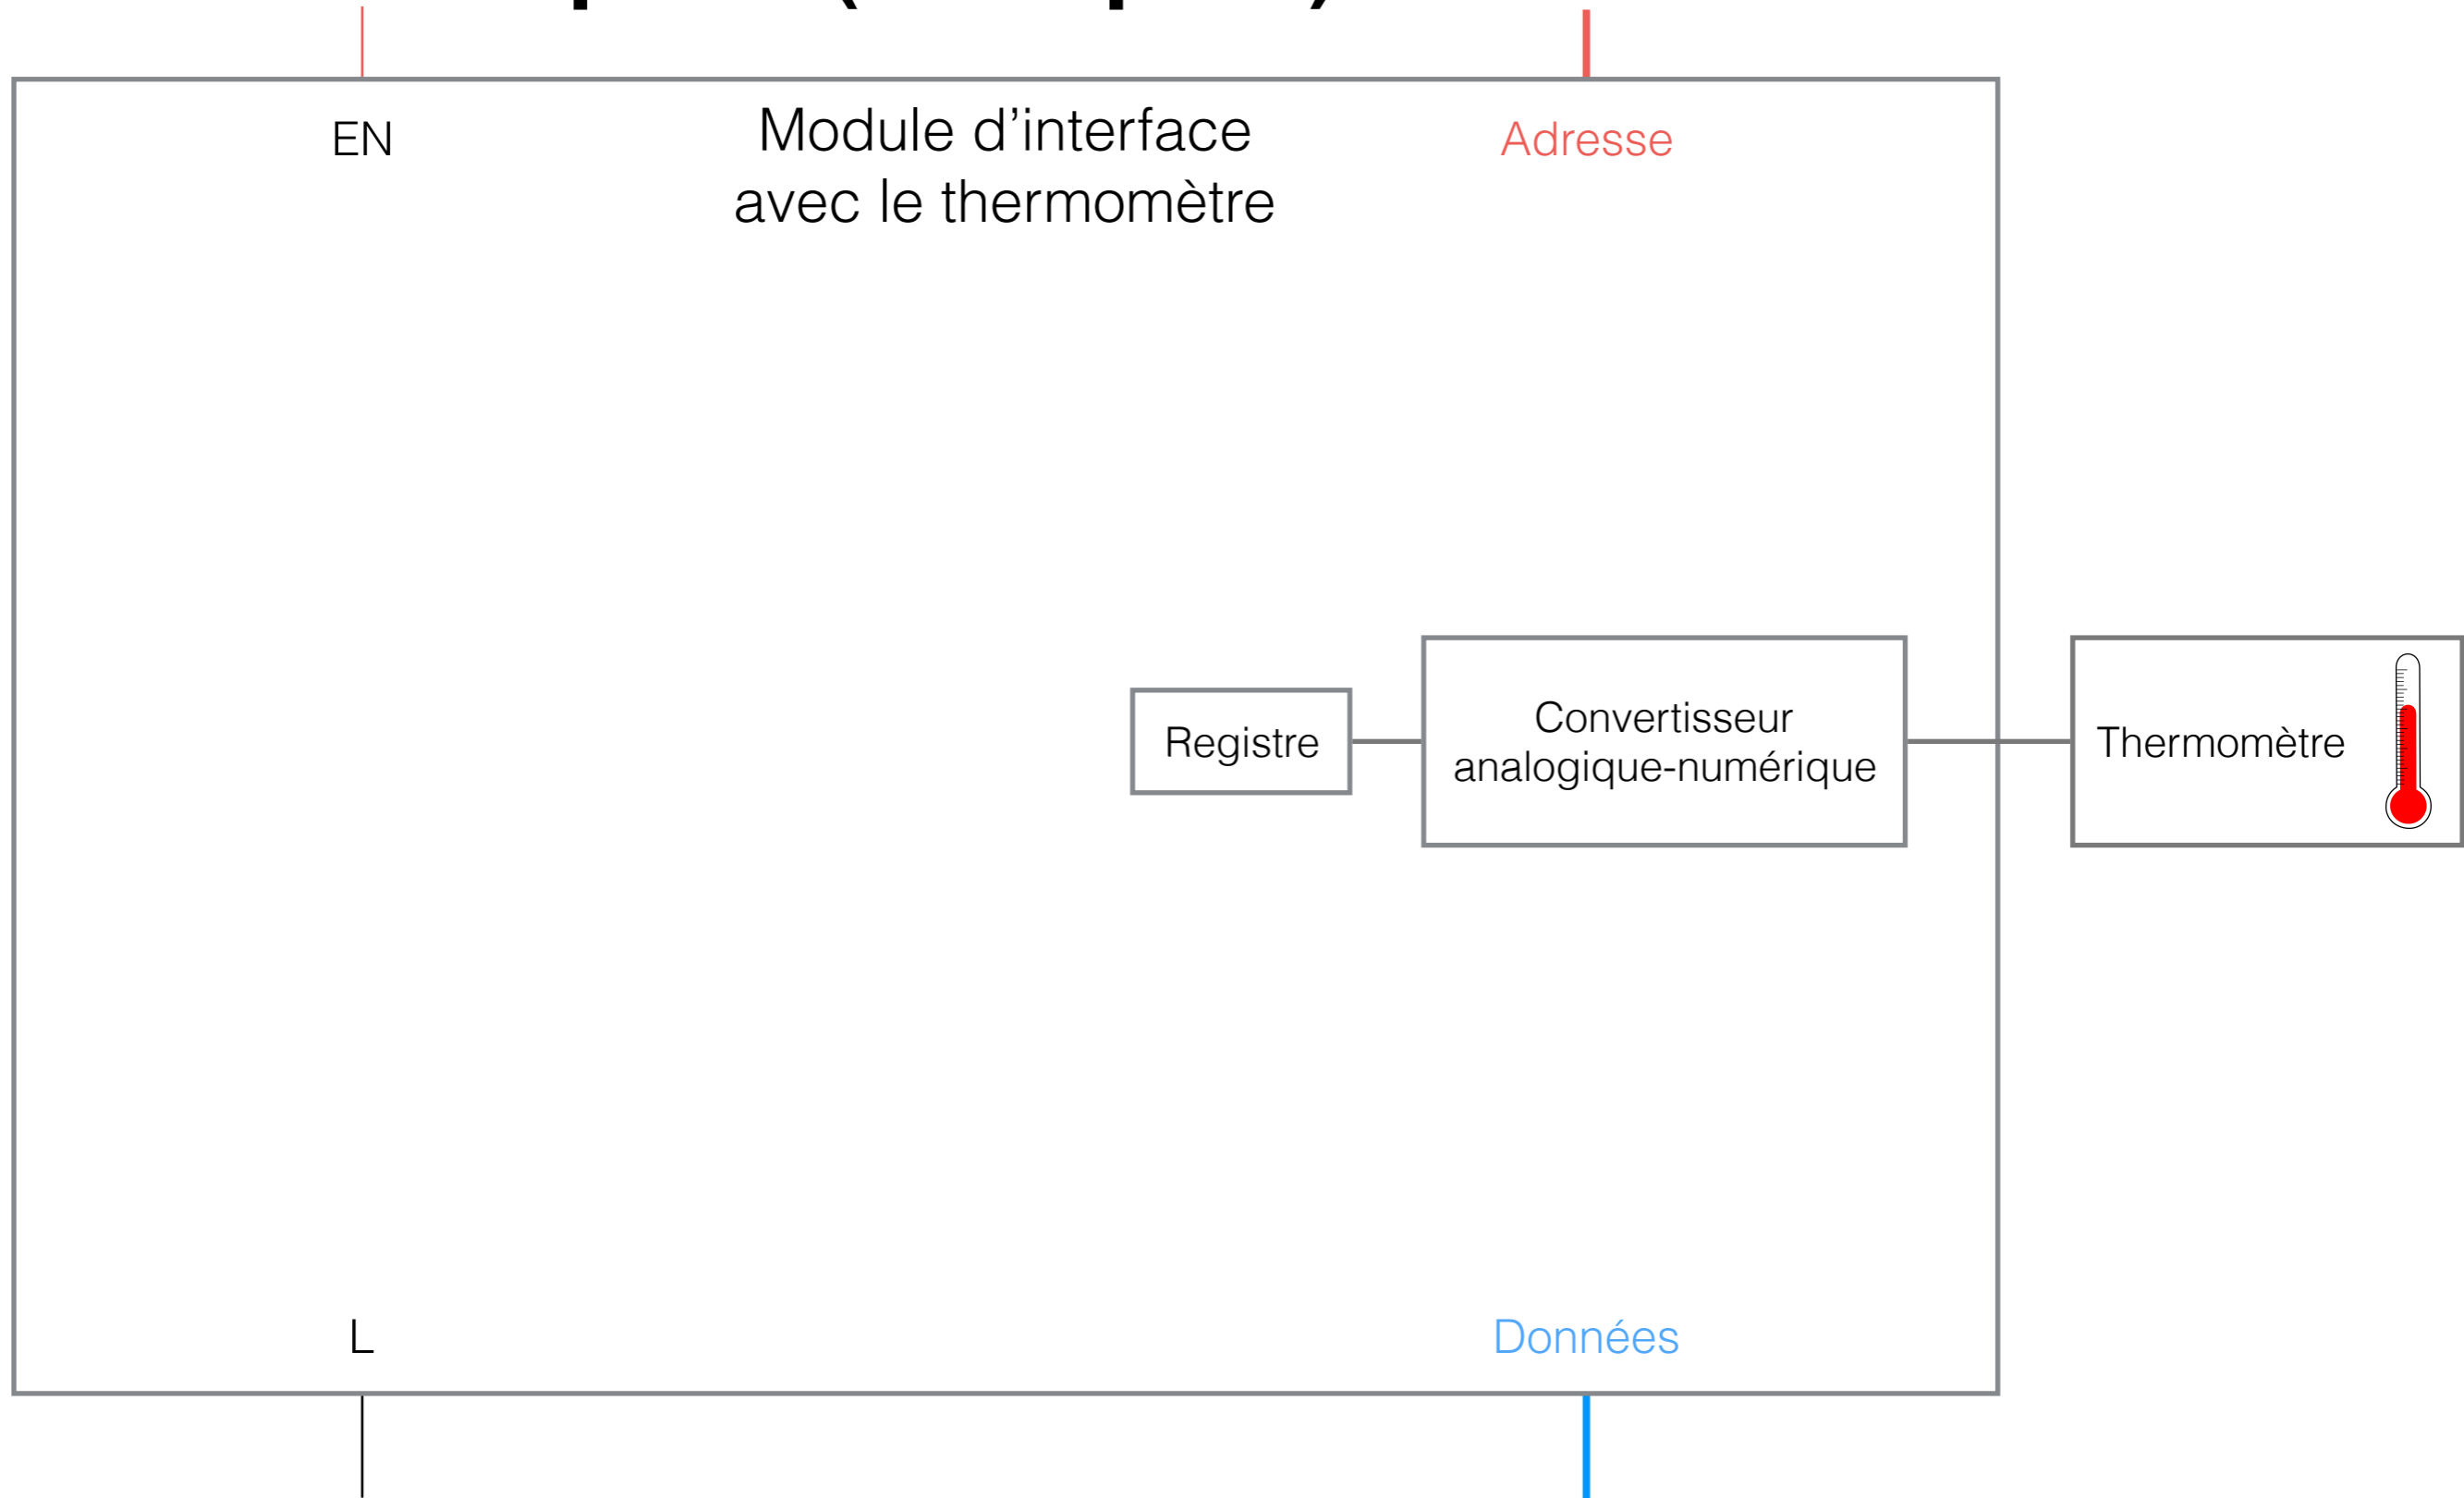 EN
Module d’interface
avec le thermomètre
Adresse
Registre
Convertisseur
analogique-numérique
Thermomètre
L
Données